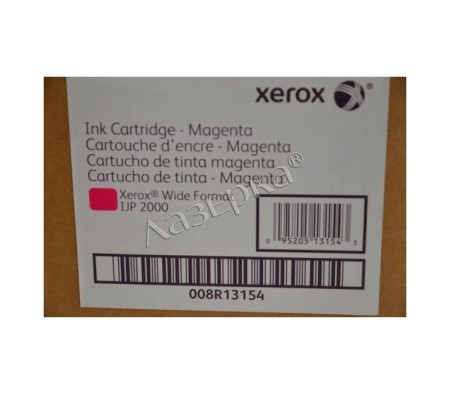 xerox
Ink Cartridge - Magenta
Cartouche d'encre - Magenta
Cartucho de tinta magenta
Cartucho de tinta - Magenta
Xerox® Wide Format
IJP 2000
Лазерка®
0 95205 13154 3
008R13154